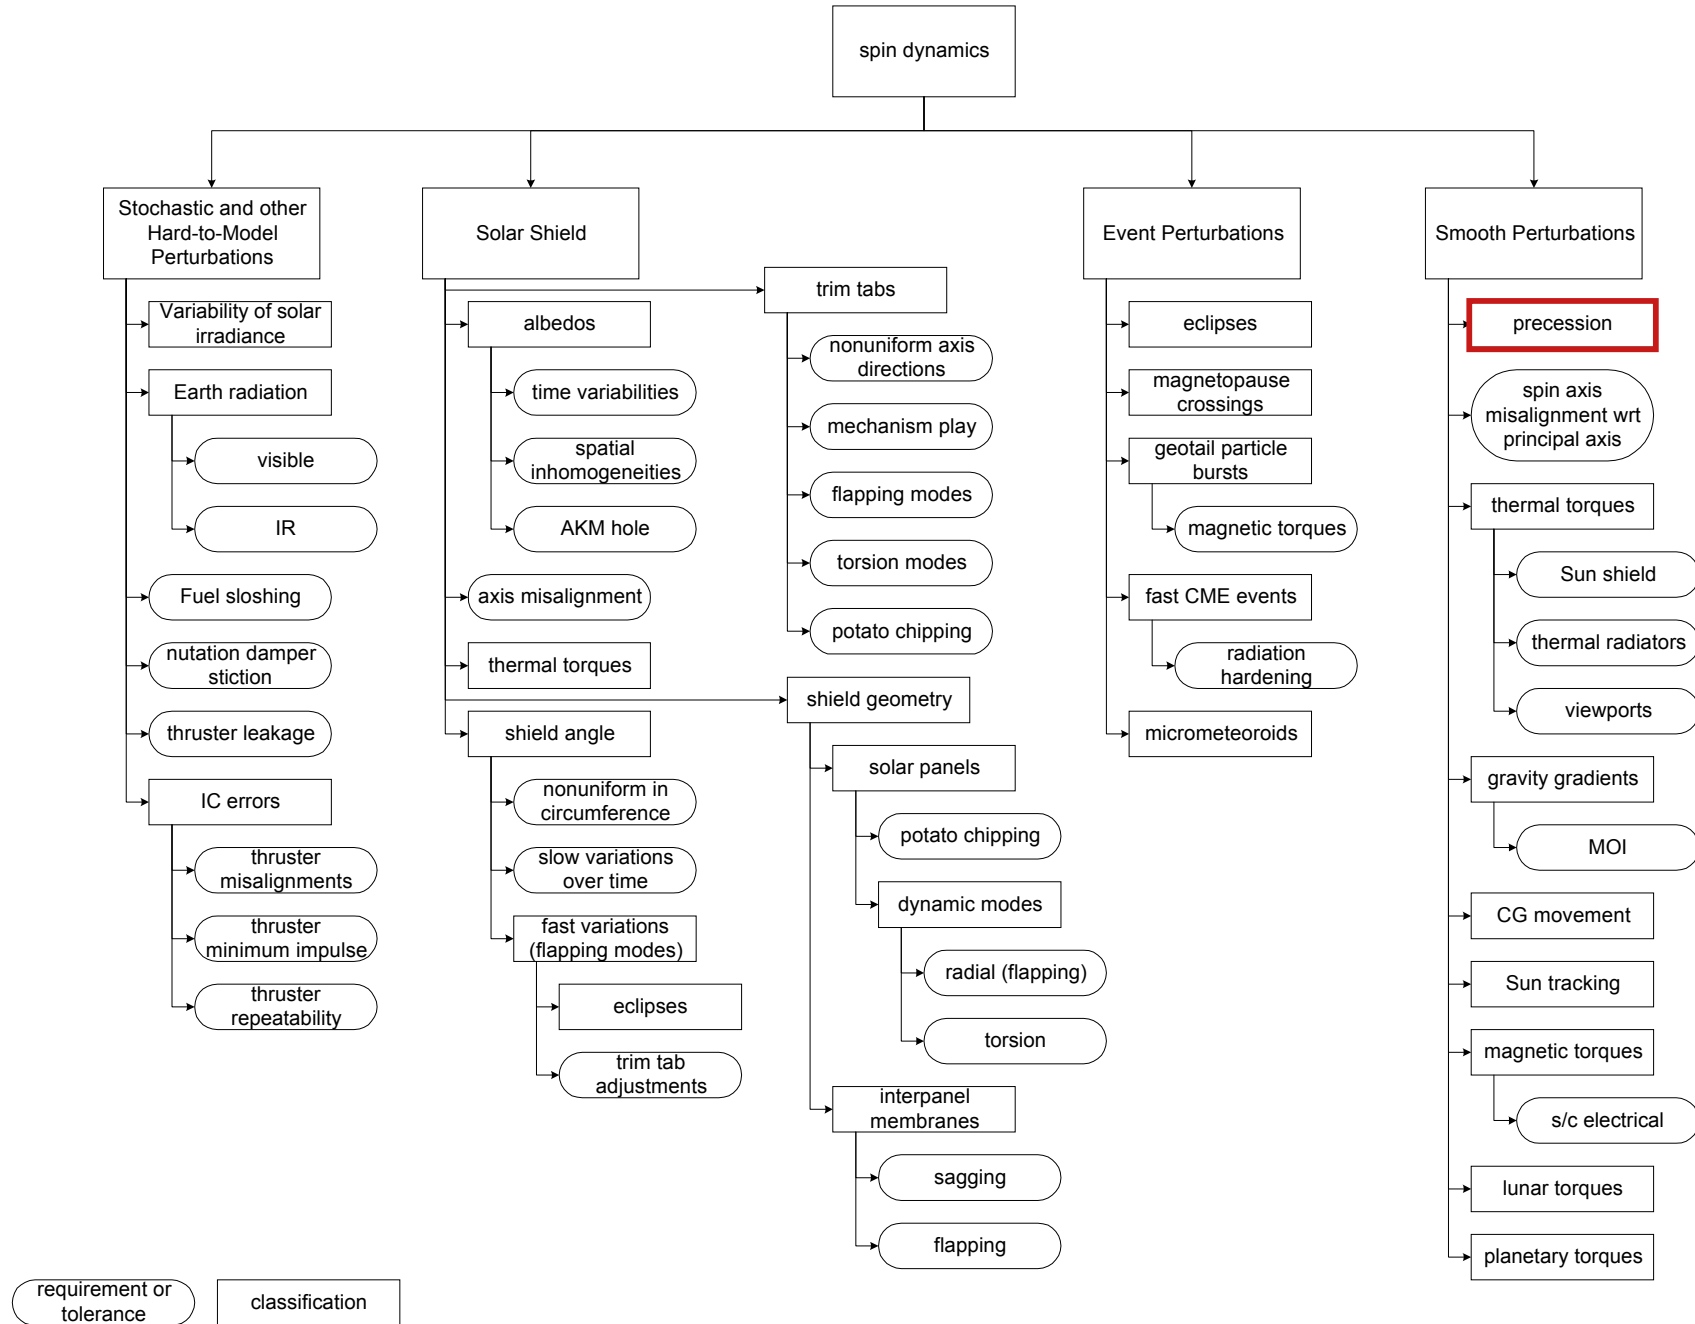 spin dynamics
Stochastic and other
Hard-to-Model
Perturbations
Variability of solar
irradiance
Earth radiation
visible
IR
Fuel sloshing
nutation damper
stiction
thruster leakage
IC errors
thruster
misalignments
thruster
minimum impulse
thruster
repeatability
Solar Shield
albedos
time variabilities
spatial
inhomogeneities
AKM hole
axis misalignment
thermal torques
shield angle
nonuniform in
circumference
slow variations
over time
fast variations
(flapping modes)
eclipses
trim tab
adjustments
trim tabs
nonuniform axis
directions
mechanism play
flapping modes
torsion modes
potato chipping
shield geometry
solar panels
potato chipping
dynamic modes
radial (flapping)
torsion
interpanel
membranes
sagging
flapping
Event Perturbations
eclipses
magnetopause
crossings
geotail particle
bursts
magnetic torques
fast CME events
radiation
hardening
micrometeoroids
Smooth Perturbations
precession
spin axis
misalignment wrt
principal axis
thermal torques
Sun shield
thermal radiators
viewports
gravity gradients
MOI
CG movement
Sun tracking
magnetic torques
s/c electrical
lunar torques
planetary torques
requirement or
tolerance
classification